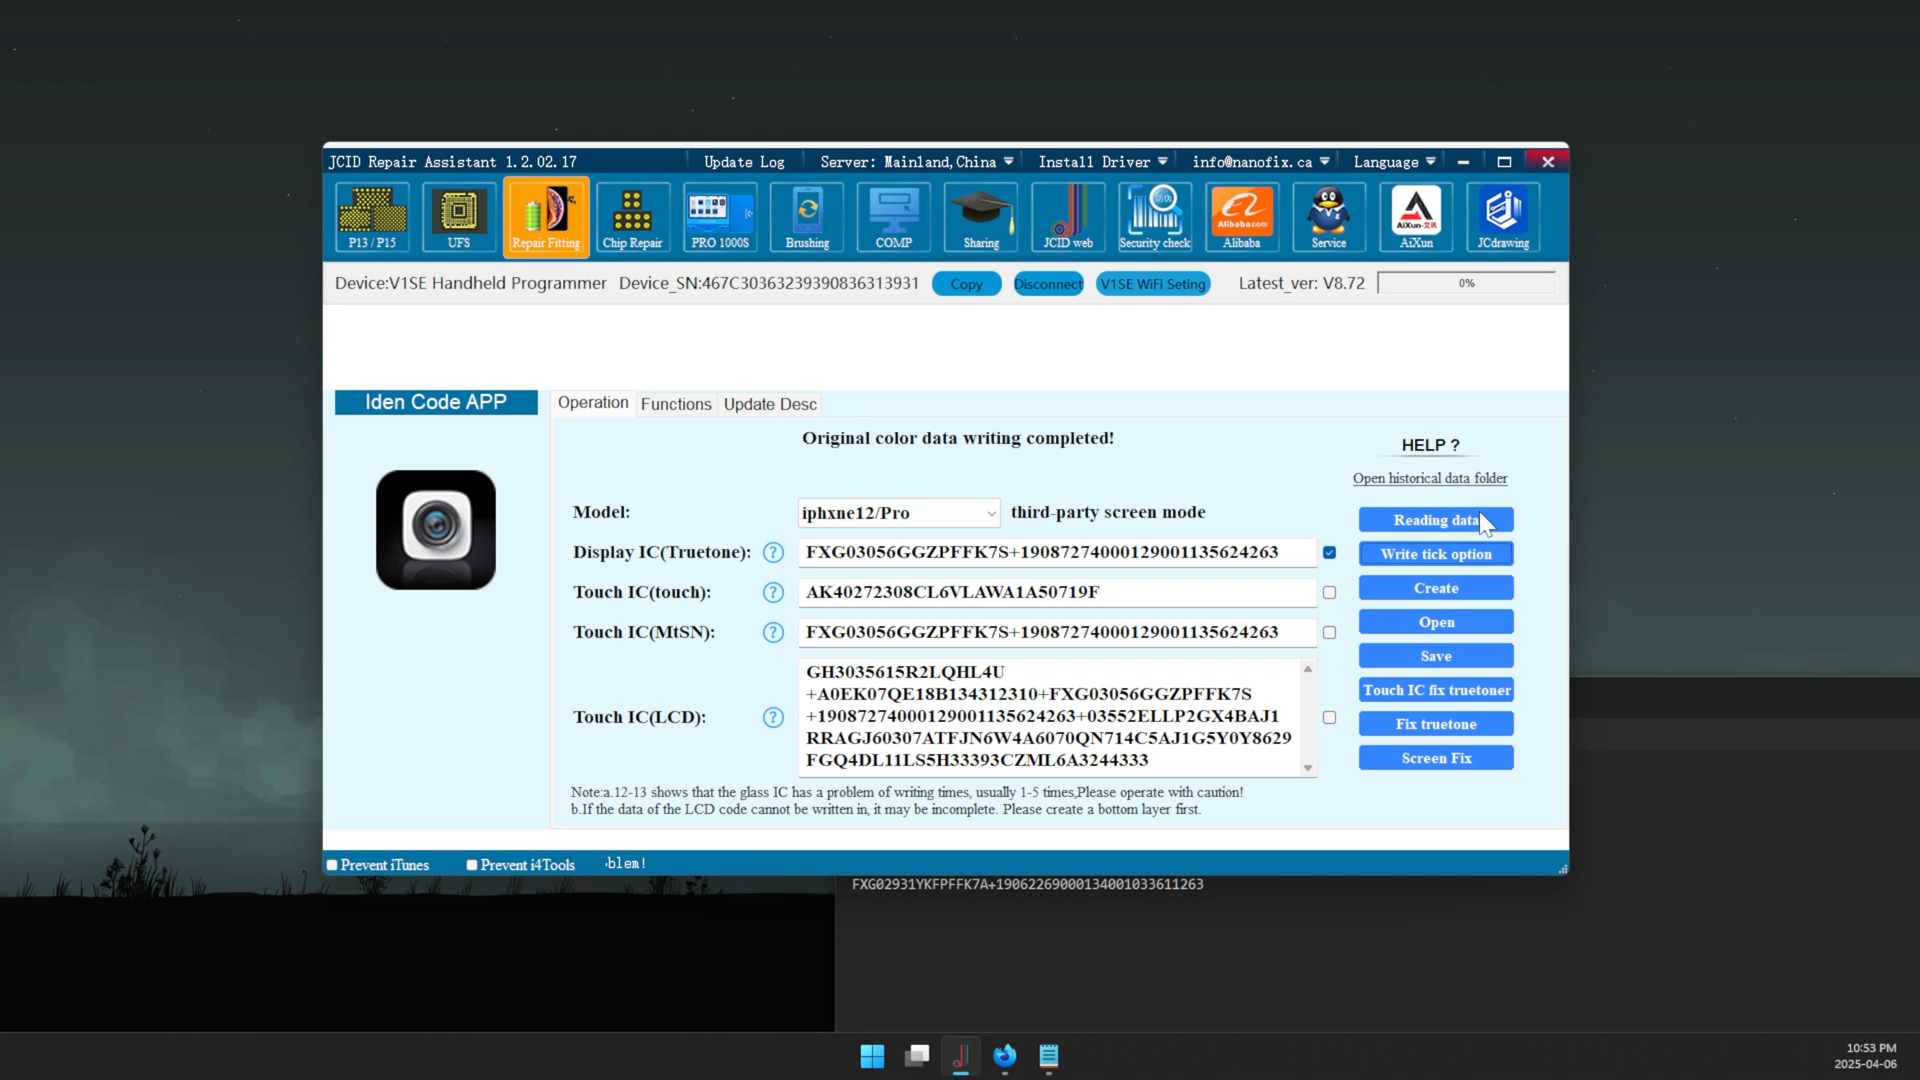 JCID Repair Assistant 1.2.02.17
Update Log
Server: Mainland,China
Install Driver
info@nanofix.ca
Language
P13 / P15
UFS
Repair Fitting
Chip Repair
PRO 1000S
Brushing
COMP
Sharing
JCID web
Security check
Alibaba.com
Alibaba
Service
AiXun-艾讯
AiXun
JCdrawing
Device:V1SE Handheld Programmer
Device_SN:467C30363239390836313931
Copy
Disconnect
V1SE WiFi Seting
Latest_ver: V8.72
0%
Iden Code APP
Operation
Functions
Update Desc
Original color data writing completed!
HELP ?
Open historical data folder
Model:
iphxne12/Pro
third-party screen mode
Reading data
Display IC(Truetone):
?
FXG03056GGZPFFK7S+19087274000129001135624263
Write tick option
Touch IC(touch):
?
AK40272308CL6VLAWA1A50719F
Create
Touch IC(MtSN):
?
FXG03056GGZPFFK7S+19087274000129001135624263
Open
Save
Touch IC(LCD):
?
GH3035615R2LQHL4U
+A0EK07QE18B134312310+FXG03056GGZPFFK7S
+19087274000129001135624263+03552ELLP2GX4BAJ1
RRAGJ60307ATFJN6W4A6070QN714C5AJ1G5Y0Y8629
FGQ4DL11LS5H33393CZML6A3244333
Touch IC fix truetoner
Fix truetone
Screen Fix
Note:a.12-13 shows that the glass IC has a problem of writing times, usually 1-5 times,Please operate with caution!
b.If the data of the LCD code cannot be written in, it may be incomplete. Please create a bottom layer first.
Prevent iTunes
Prevent i4Tools
blem!
FXG02931YKFPFFK7A+19062269000134001033611263
10:53 PM
2025-04-06